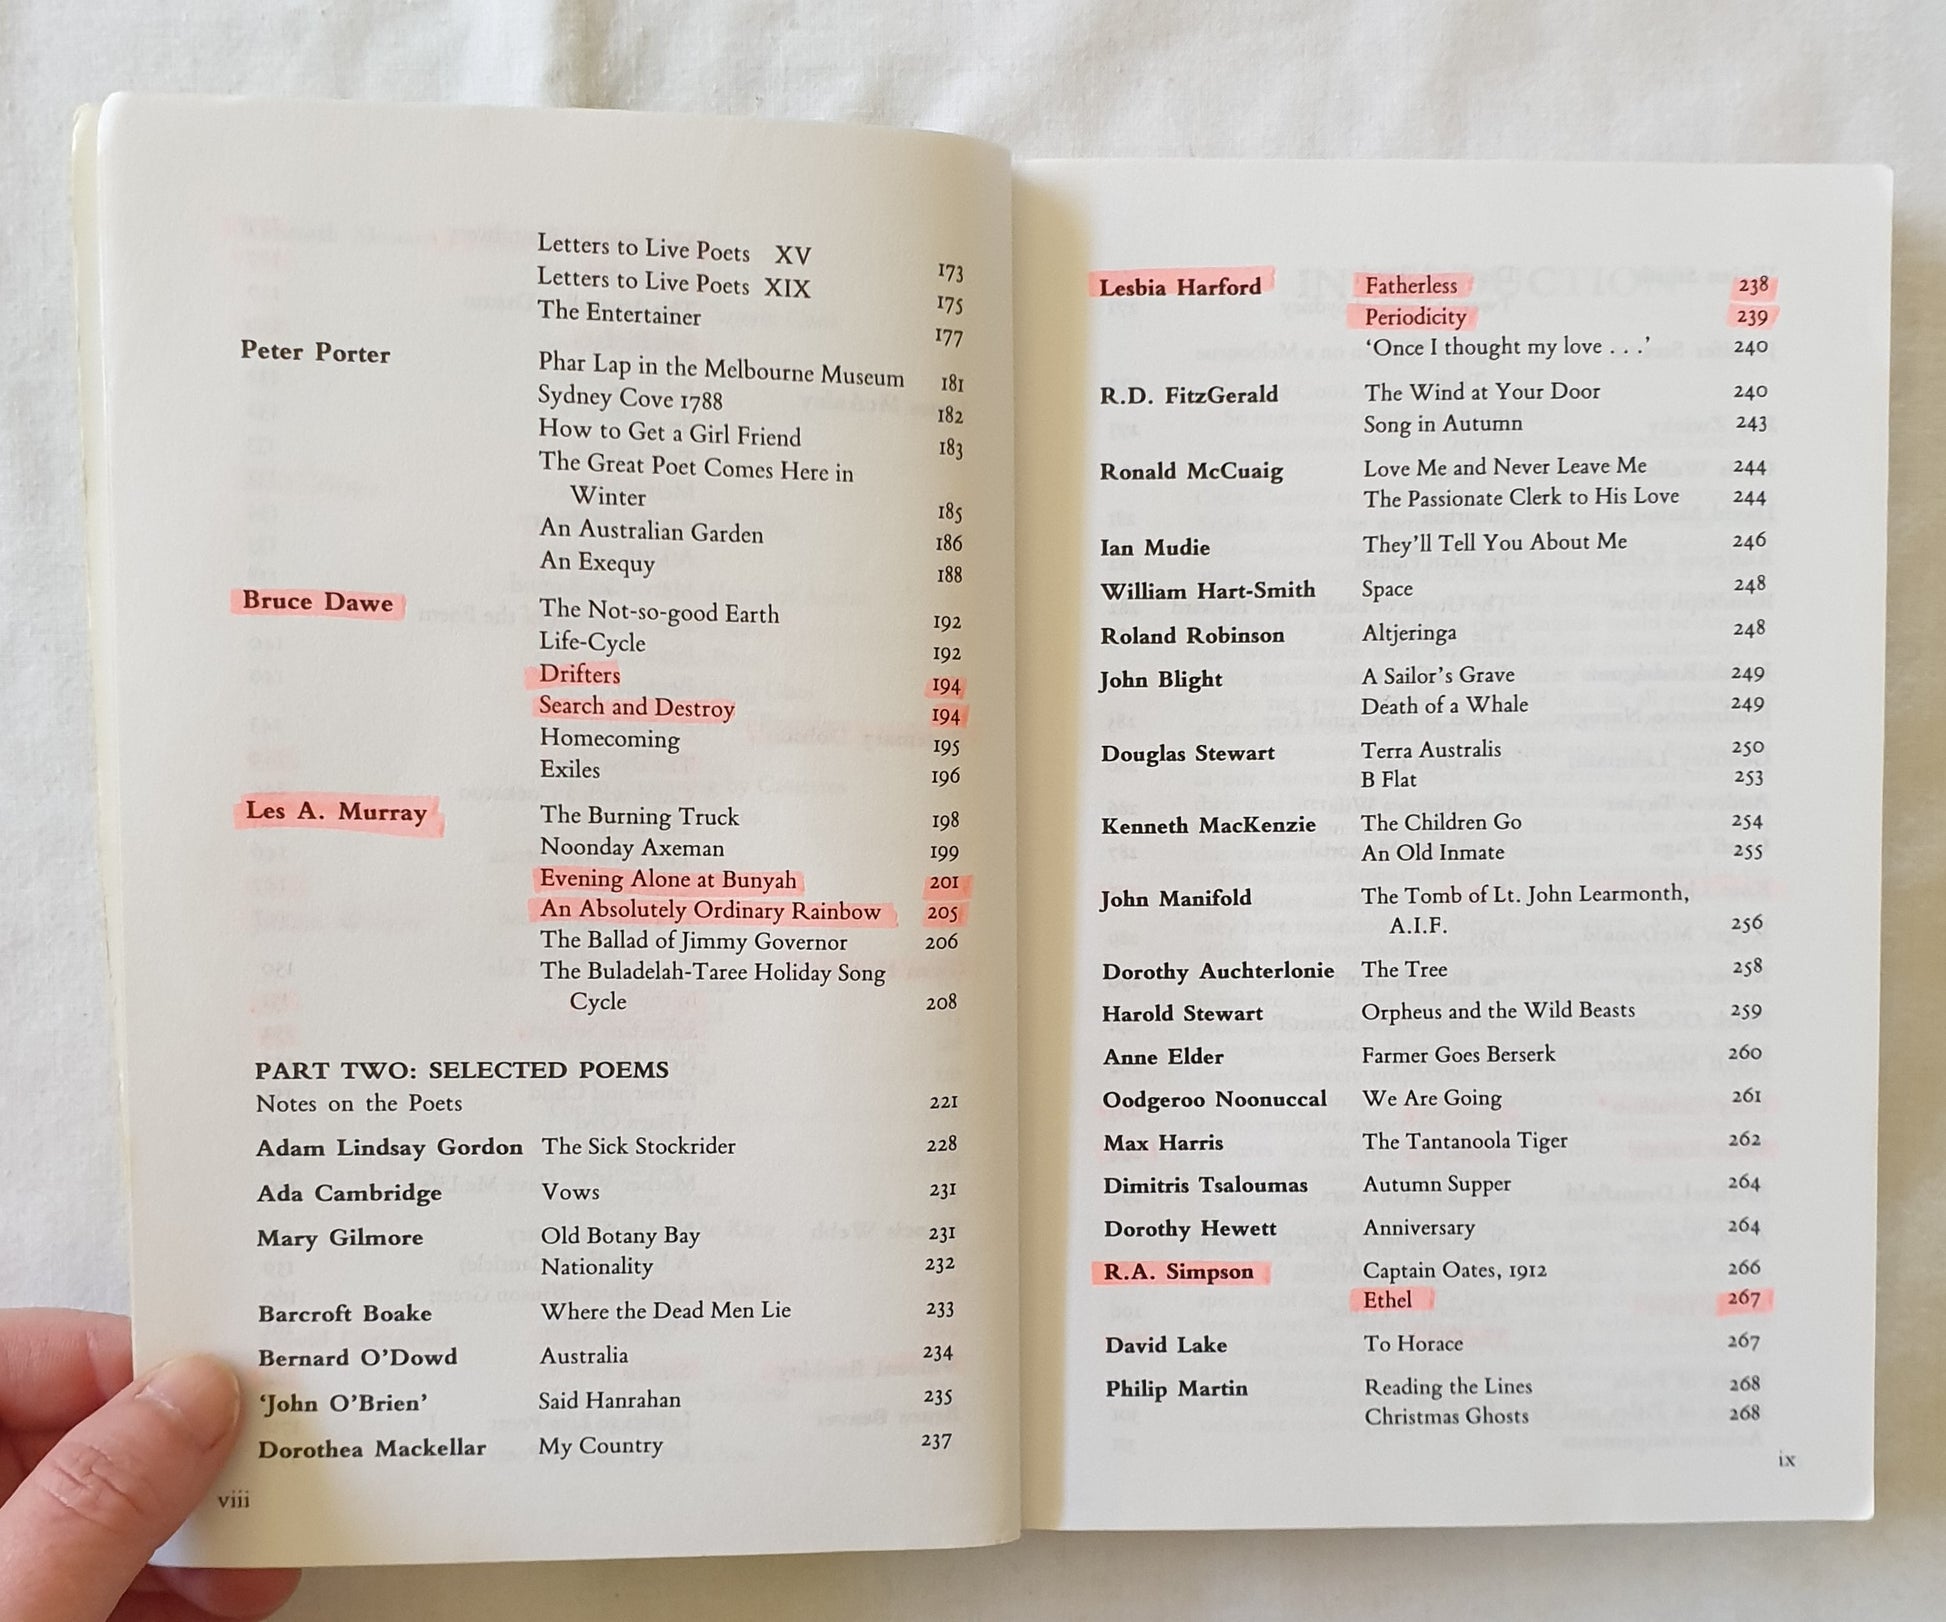 Letters to Live Poets XV 173
Letters to Live Poets XIX 175
The Entertainer 177
Peter Porter Phar Lap in the Melbourne Museum 181
Sydney Cove 1788 182
How to Get a Girl Friend 183
The Great Poet Comes Here in
Winter 185
An Australian Garden 186
An Exequy 188
Bruce Dawe The Not-so-good Earth 192
Life-Cycle 192
Drifters 194
Search and Destroy 194
Homecoming 195
Exiles 196
Les A. Murray The Burning Truck 198
Noonday Axeman 199
Evening Alone at Bunyah 201
An Absolutely Ordinary Rainbow 205
The Ballad of Jimmy Governor 206
The Buladelah-Taree Holiday Song
Cycle 208
PART TWO: SELECTED POEMS
Notes on the Poets 221
Adam Lindsay Gordon The Sick Stockrider 228
Ada Cambridge Vows 231
Mary Gilmore Old Botany Bay 231
Nationality 232
Barcroft Boake Where the Dead Men Lie 233
Bernard O'Dowd Australia 234
'John O'Brien' Said Hanrahan 235
Dorothea Mackellar My Country 237
viii
Lesbia Harford Fatherless 238
Periodicity 239
'Once I thought my love . . .' 240
R.D. FitzGerald The Wind at Your Door 240
Song in Autumn 243
Ronald McCuaig Love Me and Never Leave Me 244
The Passionate Clerk to His Love 244
Ian Mudie They'll Tell You About Me 246
William Hart-Smith Space 248
Roland Robinson Altjeringa 248
John Blight A Sailor's Grave 249
Death of a Whale 249
Douglas Stewart Terra Australis 250
B Flat 253
Kenneth MacKenzie The Children Go 254
An Old Inmate 255
John Manifold The Tomb of Lt. John Learmonth,
A.I.F. 256
Dorothy Auchterlonie The Tree 258
Harold Stewart Orpheus and the Wild Beasts 259
Anne Elder Farmer Goes Berserk 260
Oodgeroo Noonuccal We Are Going 261
Max Harris The Tantanoola Tiger 262
Dimitris Tsaloumas Autumn Supper 264
Dorothy Hewett Anniversary 264
R.A. Simpson Captain Oates, 1912 266
Ethel 267
David Lake To Horace 267
Philip Martin Reading the Lines 268
Christmas Ghosts 268
ix